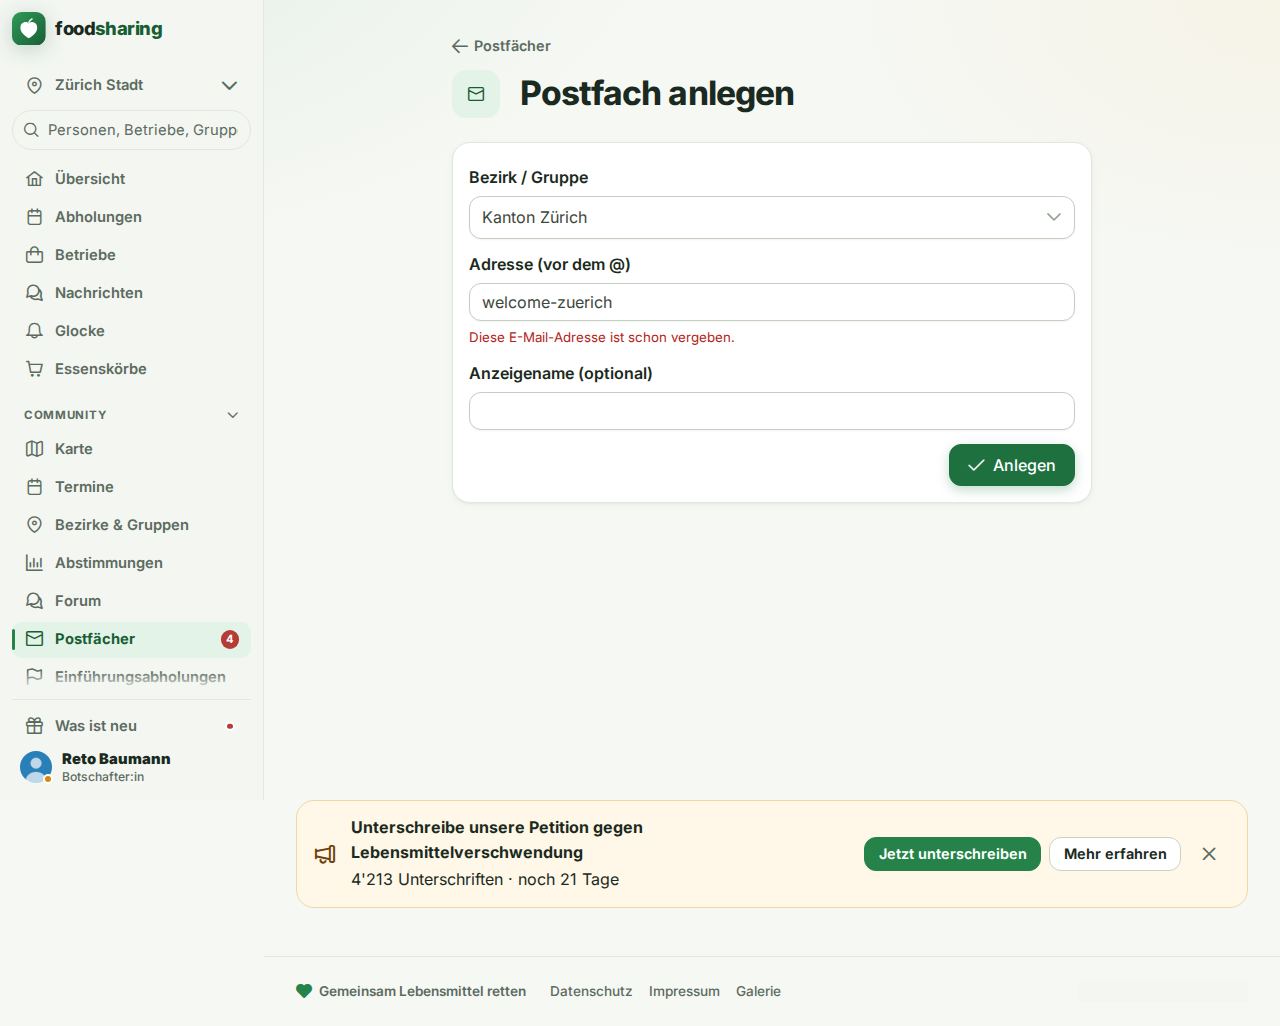 foodsharing
Zürich Stadt
Personen, Betriebe, Grupp
Übersicht
Abholungen
Betriebe
Nachrichten
Glocke
Essenskörbe
COMMUNITY
Karte
Termine
Bezirke & Gruppen
Abstimmungen
Forum
Postfächer 4
Einführungsabholungen
Was ist neu
Reto Baumann
Botschafter:in
Postfächer
Postfach anlegen
Bezirk / Gruppe
Kanton Zürich
Adresse (vor dem @)
welcome-zuerich
Diese E-Mail-Adresse ist schon vergeben.
Anzeigename (optional)
Anlegen
Unterschreibe unsere Petition gegen
Lebensmittelverschwendung
4'213 Unterschriften · noch 21 Tage
Jetzt unterschreiben
Mehr erfahren
Gemeinsam Lebensmittel retten Datenschutz Impressum Galerie